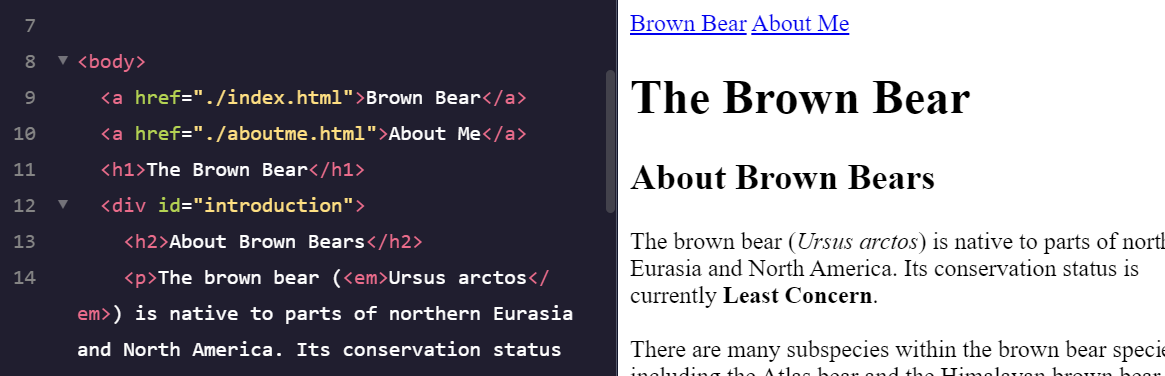 7
8 <body>
9 <a href="./index.html">Brown Bear</a>
10 <a href="./aboutme.html">About Me</a>
11 <h1>The Brown Bear</h1>
12 <div id="introduction">
13 <h2>About Brown Bears</h2>
14 <p>The brown bear (<em>Ursus arctos</
em>) is native to parts of northern Eurasia
and North America. Its conservation status
Brown Bear About Me
The Brown Bear
About Brown Bears
The brown bear (Ursus arctos) is native to parts of nort
Eurasia and North America. Its conservation status is
currently Least Concern.
There are many subspecies within the brown bear specie
including the Atlas bear and the Himalayan brown bear